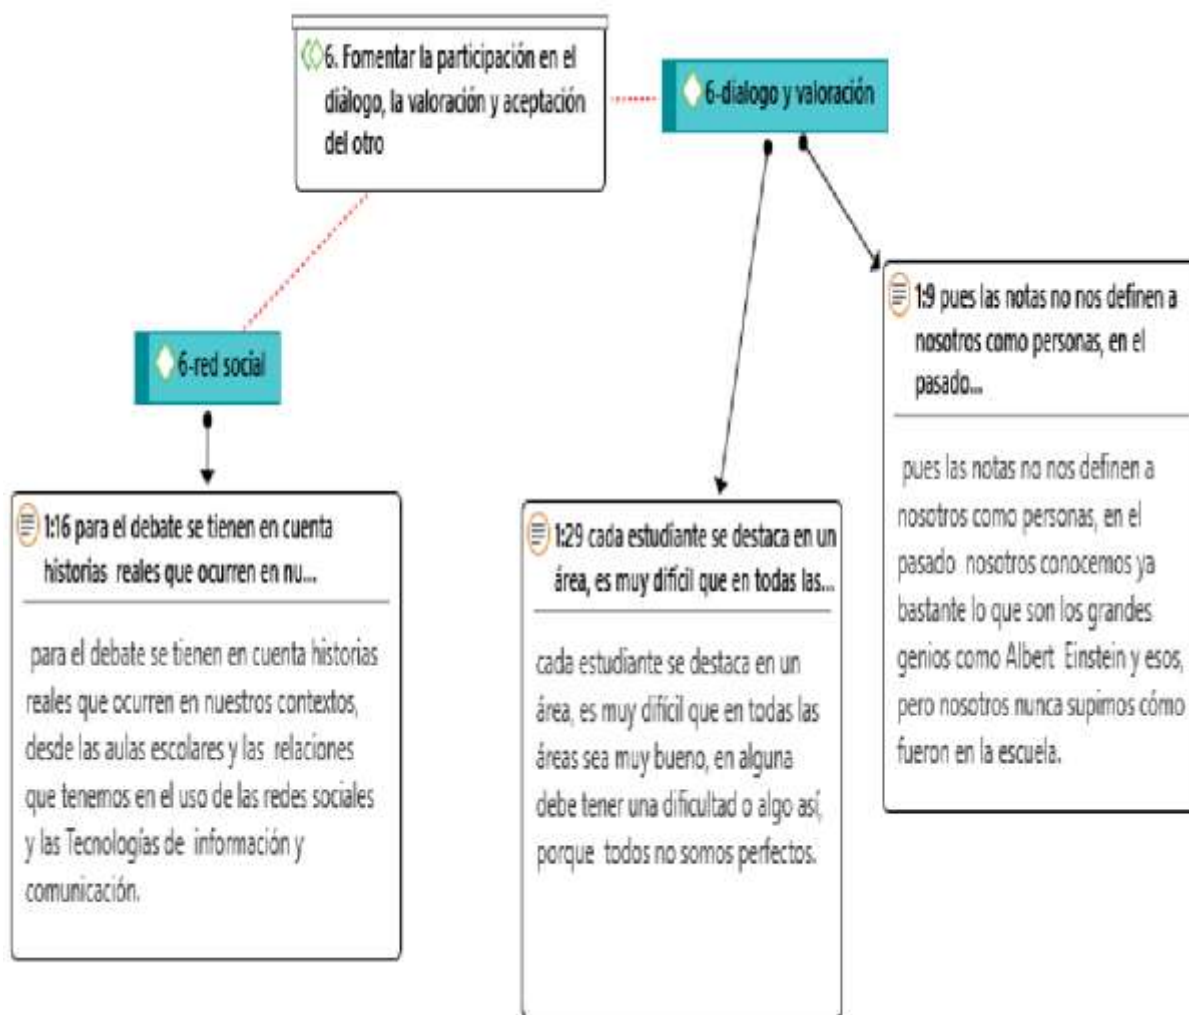 6. Fomentar la participación en el
diálogo, la valoración y aceptación
del otro
6-dialogo y valoración
6-red social
1:16 para el debate se tienen en cuenta
historias reales que ocurren en nu...
para el debate se tienen en cuenta historias
reales que ocurren en nuestros contextos,
desde las aulas escolares y las relaciones
que tenemos en el uso de las redes sociales
y las Tecnologías de información y
comunicación.
1:29 cada estudiante se destaca en un
área, es muy difícil que en todas las...
cada estudiante se destaca en un
área, es muy difícil que en todas las
áreas sea muy bueno, en alguna
debe tener una dificultad o algo así,
porque todos no somos perfectos.
1:9 pues las notas no nos definen a
nosotros como personas, en el
pasado...
pues las notas no nos definen a
nosotros como personas, en el
pasado nosotros conocemos ya
bastante lo que son los grandes
genios como Albert Einstein y esos,
pero nosotros nunca supimos cómo
fueron en la escuela.